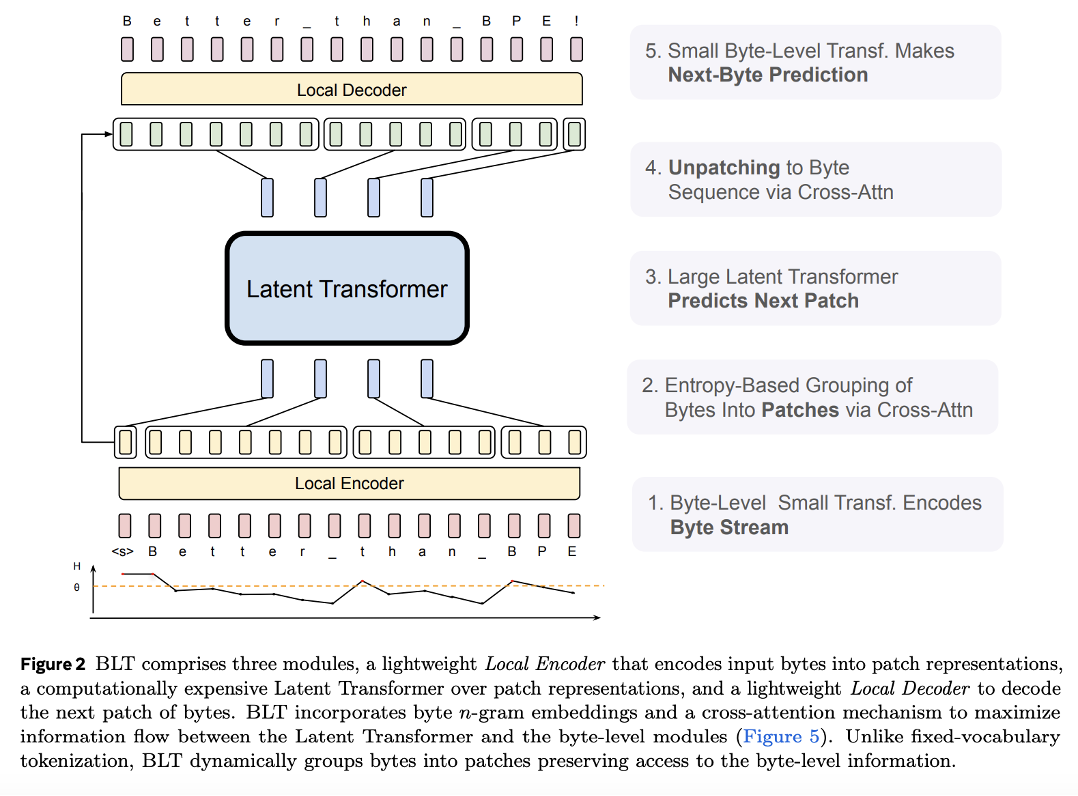 B e t t e r _ t h a n _ B P E !
Local Decoder
5. Small Byte-Level Transf. Makes
Next-Byte Prediction
4. Unpatching to Byte
Sequence via Cross-Attn
Latent Transformer
3. Large Latent Transformer
Predicts Next Patch
2. Entropy-Based Grouping of
Bytes Into Patches via Cross-Attn
Local Encoder
1. Byte-Level Small Transf. Encodes
Byte Stream
<s> B e t t e r _ t h a n _ B P E
H
θ
Figure 2 BLT comprises three modules, a lightweight Local Encoder that encodes input bytes into patch representations,
a computationally expensive Latent Transformer over patch representations, and a lightweight Local Decoder to decode
the next patch of bytes. BLT incorporates byte n-gram embeddings and a cross-attention mechanism to maximize
information flow between the Latent Transformer and the byte-level modules (Figure 5). Unlike fixed-vocabulary
tokenization, BLT dynamically groups bytes into patches preserving access to the byte-level information.